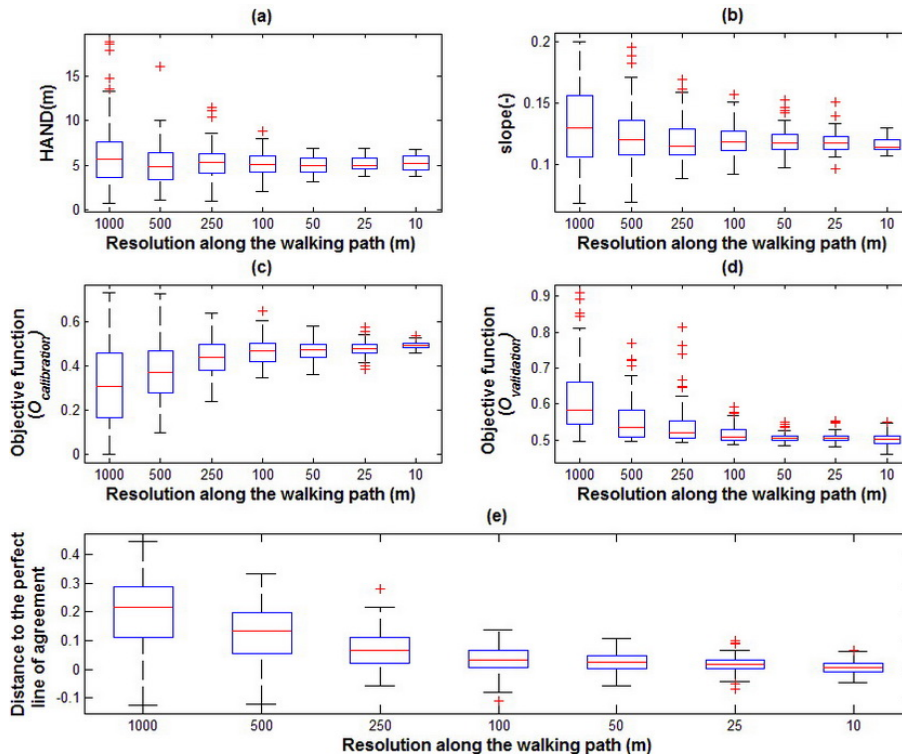 (a)
HAND(m)
15
10
5
0
1000 500 250 100 50 25 10
Resolution along the walking path (m)
(b)
slope(-)
0.2
0.15
0.1
1000 500 250 100 50 25 10
Resolution along the walking path (m)
(c)
Objective function
(Ocalibration)
0.6
0.4
0.2
0
1000 500 250 100 50 25 10
Resolution along the walking path (m)
(d)
Objective function
(Ovalidation)
0.9
0.8
0.7
0.6
0.5
1000 500 250 100 50 25 10
Resolution along the walking path (m)
(e)
Distance to the perfect
line of agreement
0.4
0.3
0.2
0.1
0
-0.1
1000 500 250 100 50 25 10
Resolution along the walking path (m)